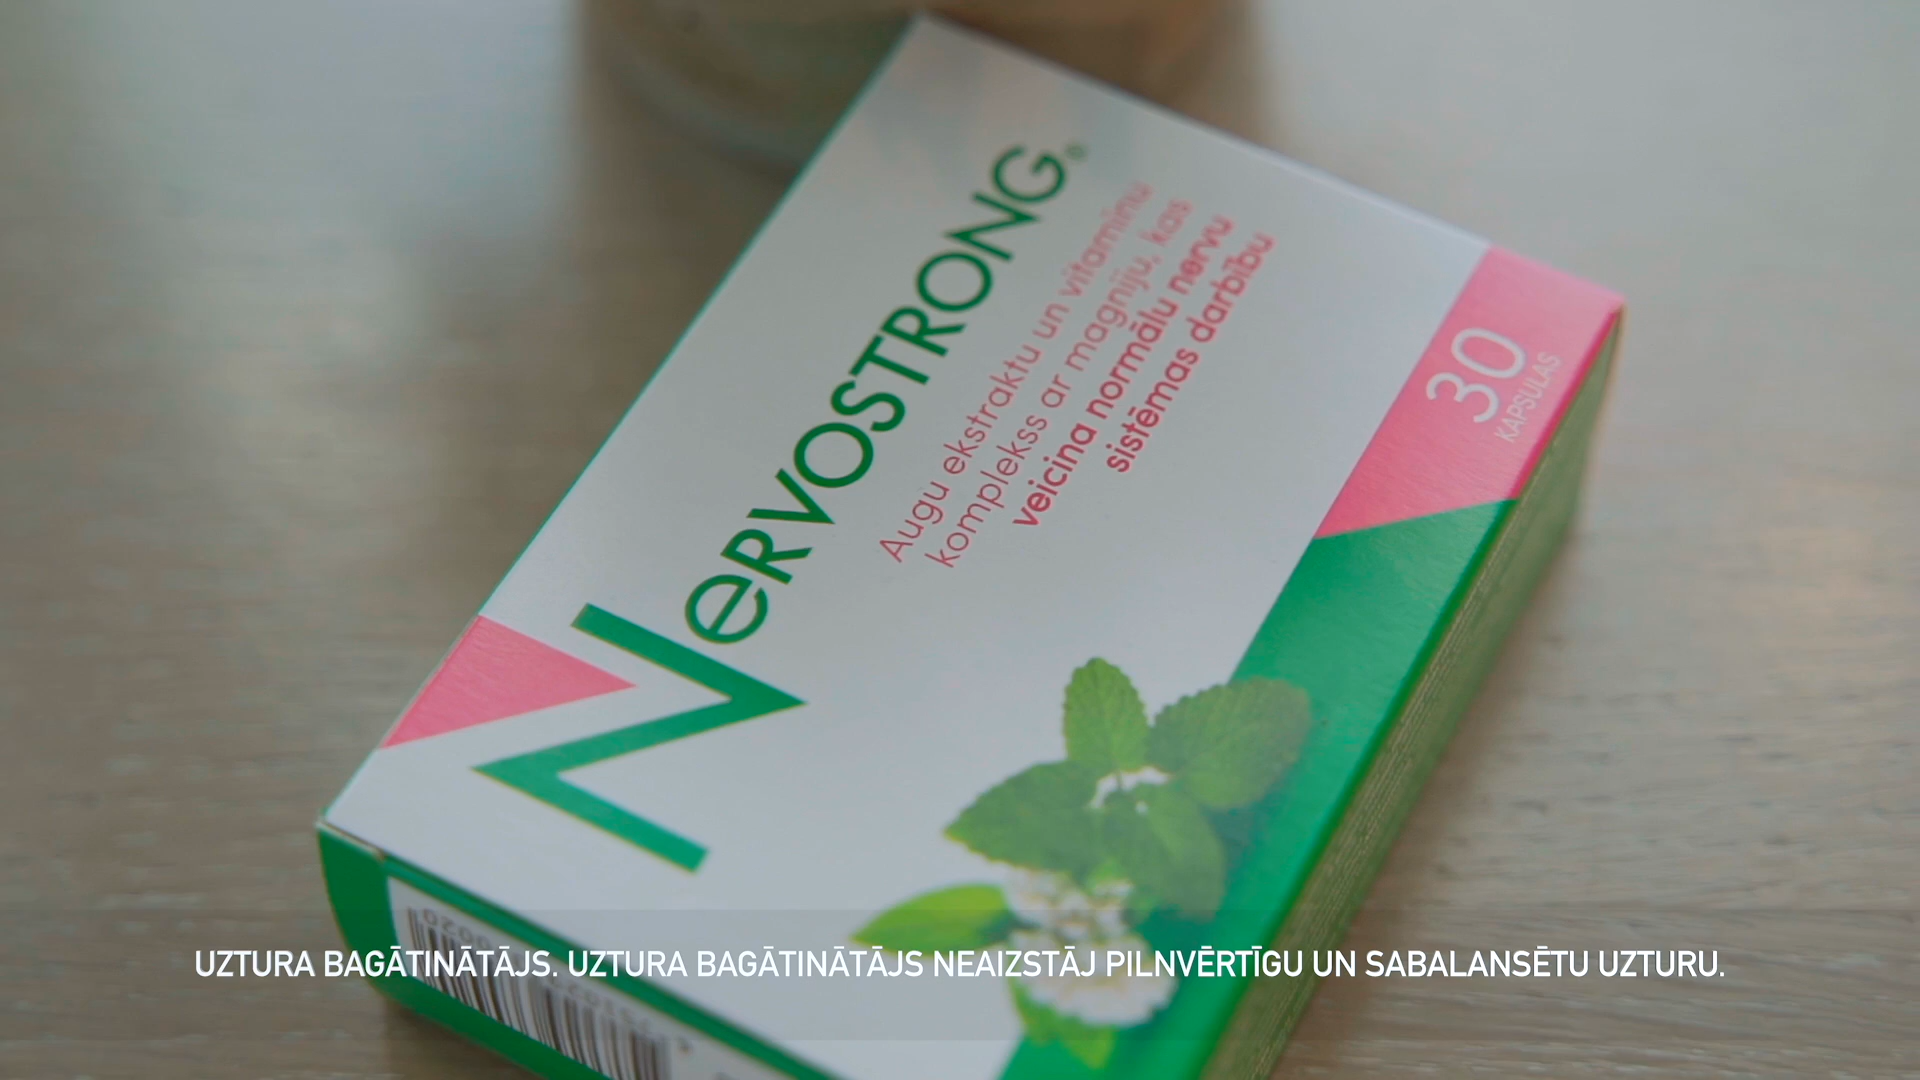 NeRVOSTRONG®
Augu ekstraktu un vitamīnu
komplekss ar magniju, kas
veicina normālu nervu
sistēmas darbību
30
KAPSULAS
UZTURA BAGĀTINĀTĀJS. UZTURA BAGĀTINĀTĀJS NEAIZSTĀJ PILNVĒRTĪGU UN SABALANSĒTU UZTURU.